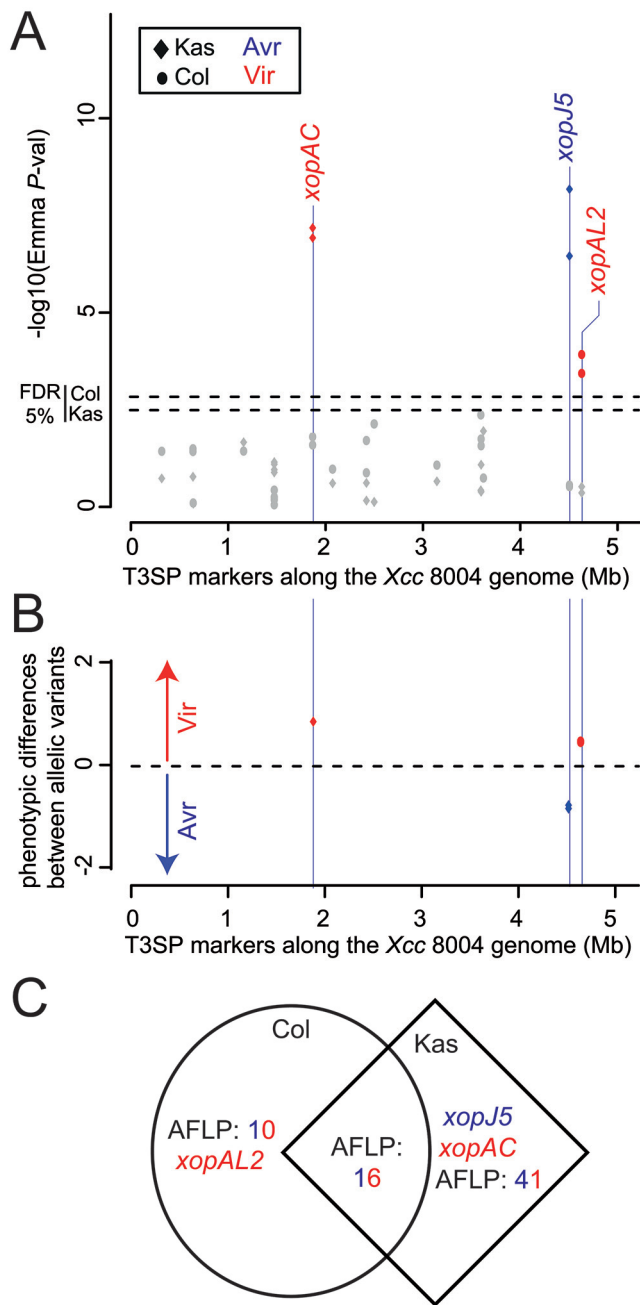 A
Kas Avr
Col Vir
-log10(Emma P-val)
10
5
0
xopAC
xopJ5
xopAL2
FDR Col
5% Kas
0 1 2 3 4 5
T3SP markers along the Xcc 8004 genome (Mb)
B
phenotypic differences
between allelic variants
2
0
-2
Vir
Avr
0 1 2 3 4 5
T3SP markers along the Xcc 8004 genome (Mb)
C
Col
Kas
AFLP: 10
xopAL2
AFLP:
16
xopJ5
xopAC
AFLP: 41